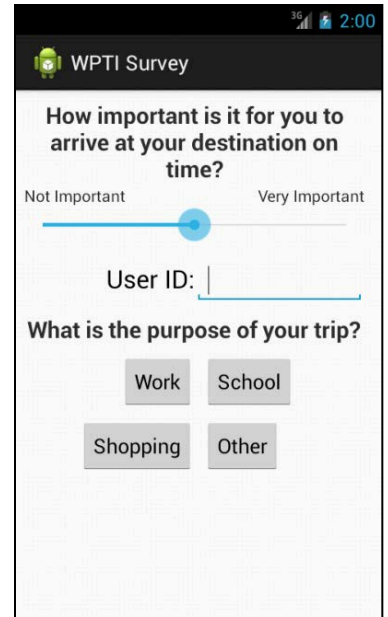 3G 2:00
WPTI Survey
How important is it for you to
arrive at your destination on
time?
Not Important Very Important
User ID:
What is the purpose of your trip?
Work School
Shopping Other